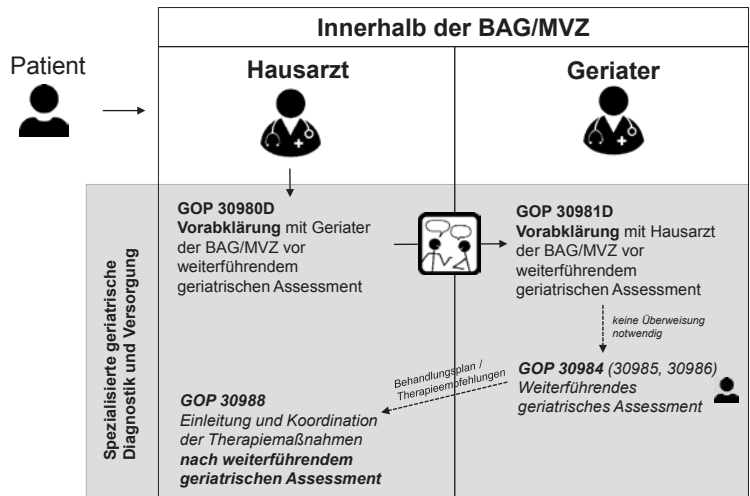 Innerhalb der BAG/MVZ
Patient
Hausarzt
Geriater
Spezialisierte geriatrische
Diagnostik und Versorgung
GOP 30980D
Vorabklärung mit Geriater
der BAG/MVZ vor
weiterführendem
geriatrischen Assessment
GOP 30981D
Vorabklärung mit Hausarzt
der BAG/MVZ vor
weiterführendem
geriatrischen Assessment
keine Überweisung
notwendig
GOP 30984 (30985, 30986)
Weiterführendes
geriatrisches Assessment
Behandlungsplan /
Therapieempfehlungen
GOP 30988
Einleitung und Koordination
der Therapiemaßnahmen
nach weiterführendem
geriatrischen Assessment